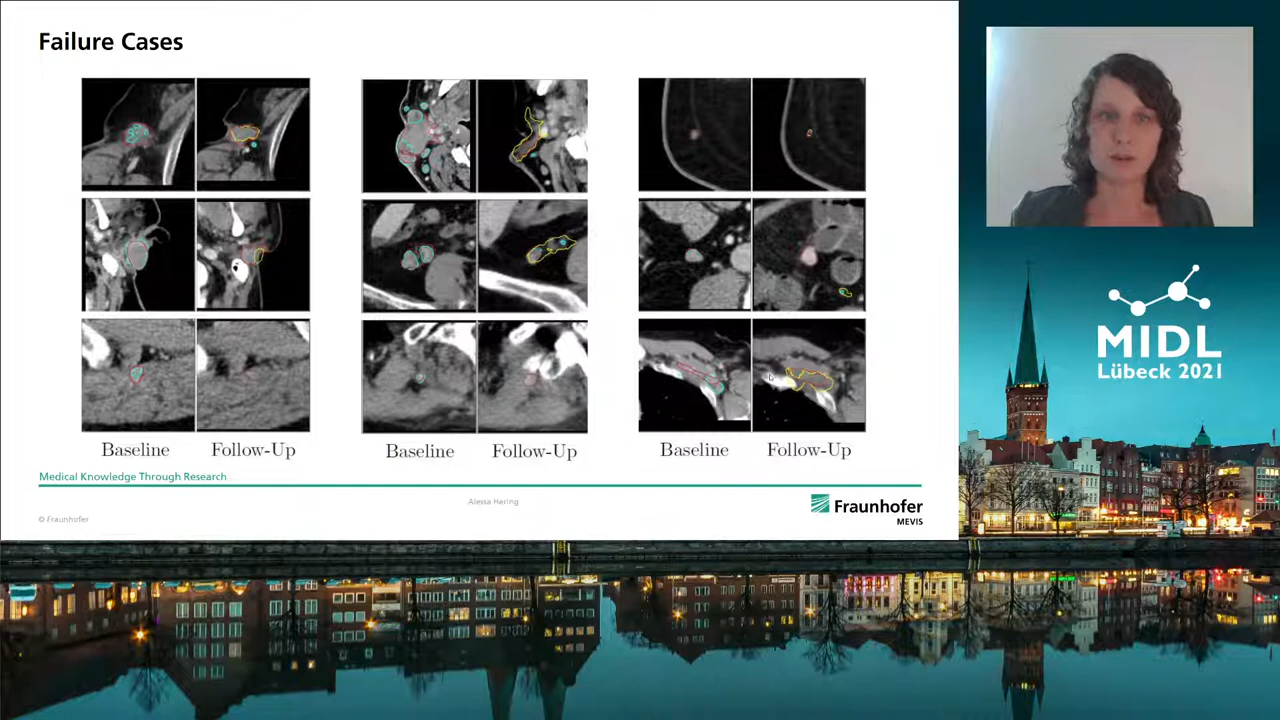 Failure Cases
Baseline
Follow-Up
Baseline
Follow-Up
Baseline
Follow-Up
Medical Knowledge Through Research
Alessa Hering
© Fraunhofer
Fraunhofer
MEVIS
MIDL
Lübeck 2021